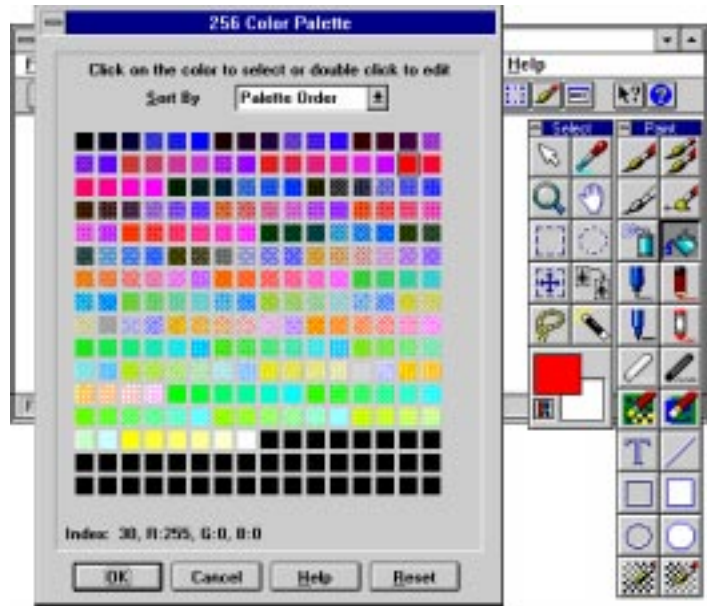 256 Color Palette
Click on the color to select or double click to edit
Sort By Palette Order
Index: 30, R:255, G:0, B:0
OK Cancel Help Reset
Help
Select
Paint
T